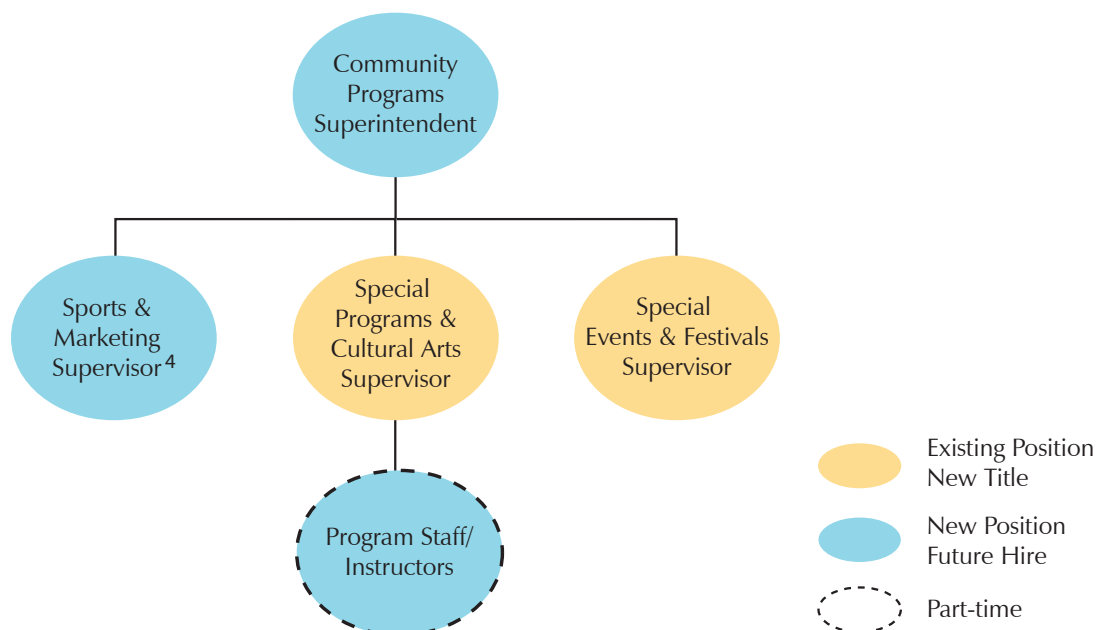 Community
Programs
Superintendent
Sports &
Marketing
Supervisor 4
Special
Programs &
Cultural Arts
Supervisor
Special
Events & Festivals
Supervisor
Program Staff/
Instructors
Existing Position
New Title
New Position
Future Hire
Part-time